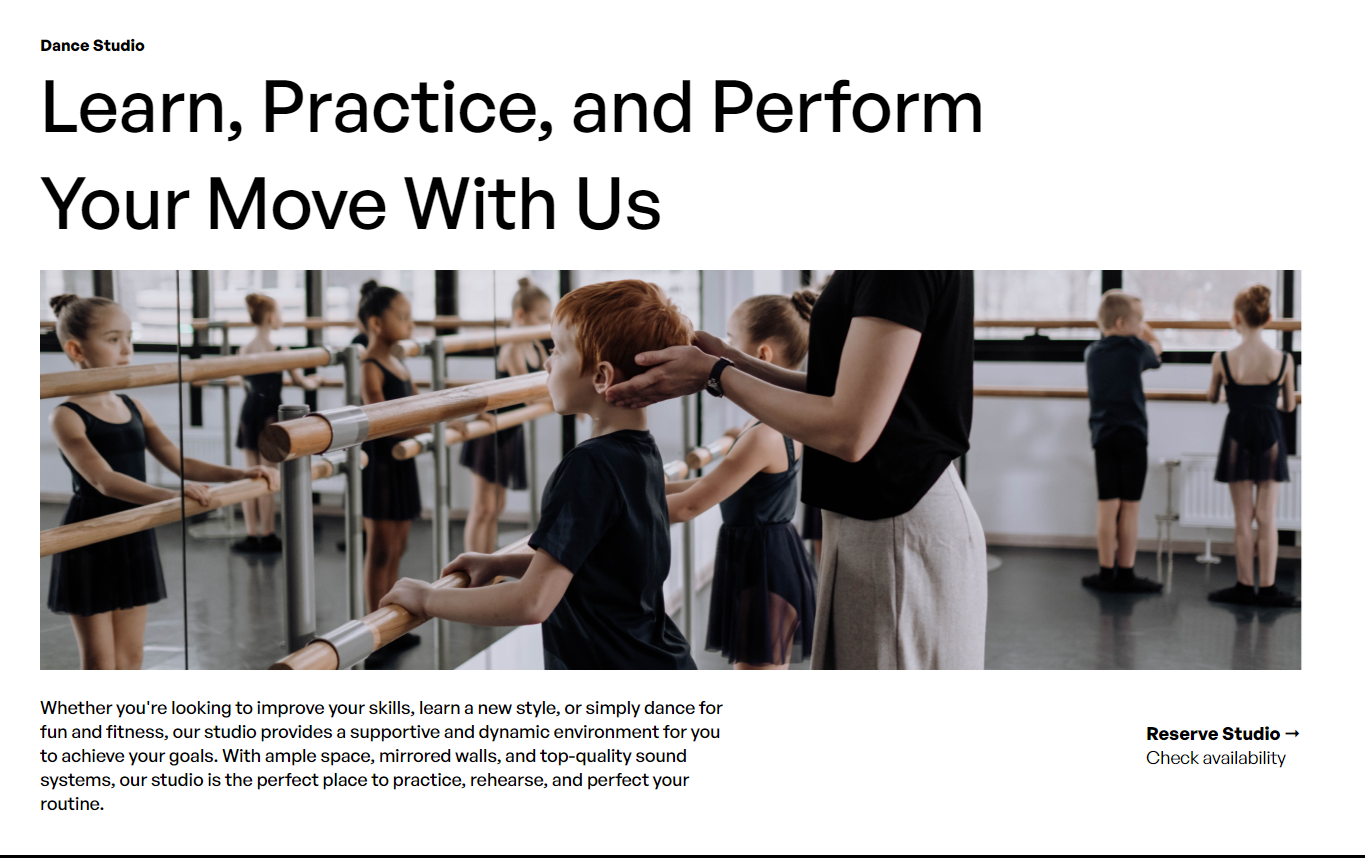 Dance Studio
Learn, Practice, and Perform
Your Move With Us
Whether you're looking to improve your skills, learn a new style, or simply dance for
fun and fitness, our studio provides a supportive and dynamic environment for you
to achieve your goals. With ample space, mirrored walls, and top-quality sound
systems, our studio is the perfect place to practice, rehearse, and perfect your
routine.
Reserve Studio →
Check availability